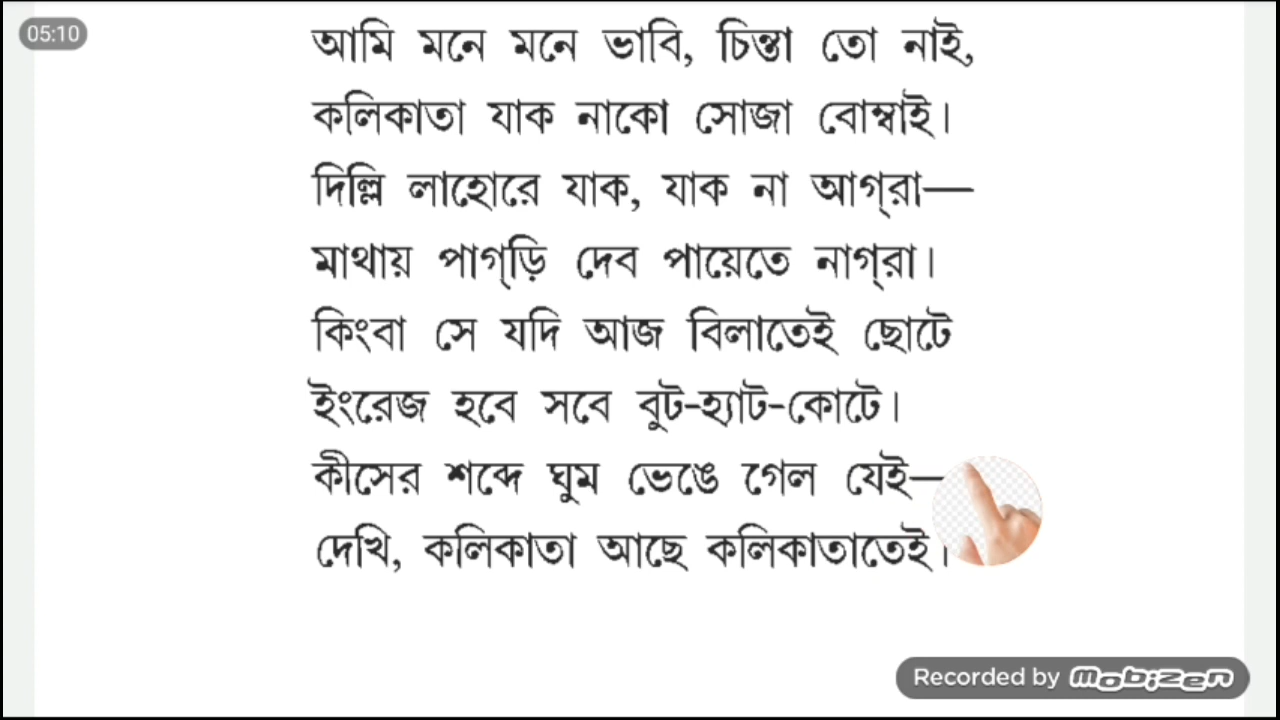 05:10
আমি মনে মনে ভাবি, চিন্তা তো নাই,
কলিকাতা যাক নাকো সোজা বোম্বাই।
দিল্লি লাহোরে যাক, যাক না আগ্‌রা—
মাথায় পাগ্‌ড়ি দেব পায়েতে নাগ্‌রা।
কিংবা সে যদি আজ বিলাতেই ছোটে
ইংরেজ হবে সবে বুট-হ্যাট-কোটে।
কীসের শব্দে ঘুম ভেঙে গেল যেই—
দেখি, কলিকাতা আছে কলিকাতাতেই।
Recorded by mobizen